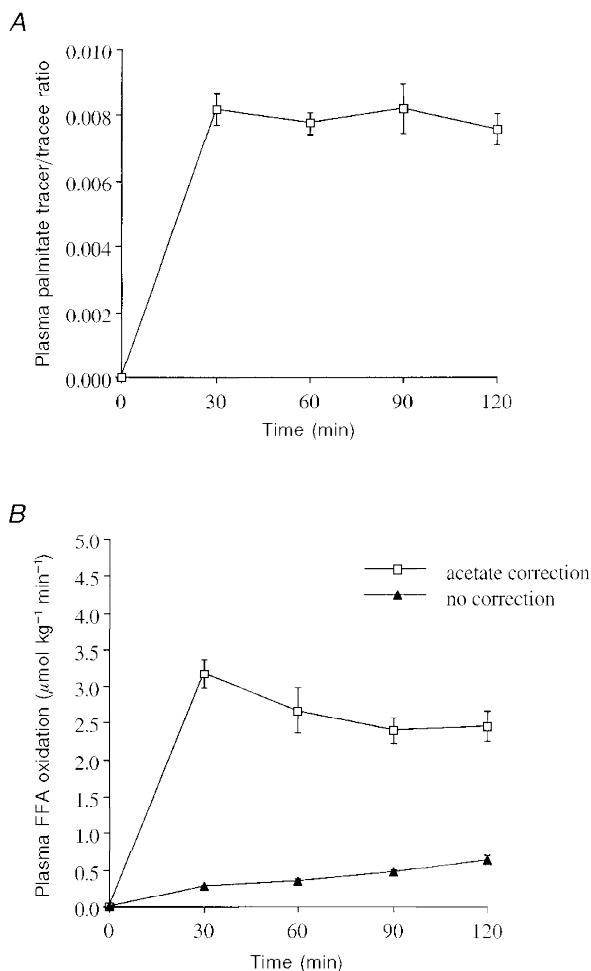 A
Plasma palmitate tracer/tracee ratio
0.010
0.008
0.006
0.004
0.002
0.000
0 30 60 90 120
Time (min)
B
Plasma FFA oxidation (μmol kg⁻¹ min⁻¹)
5.0
4.5
4.0
3.5
3.0
2.5
2.0
1.5
1.0
0.5
0.0
acetate correction
no correction
0 30 60 90 120
Time (min)